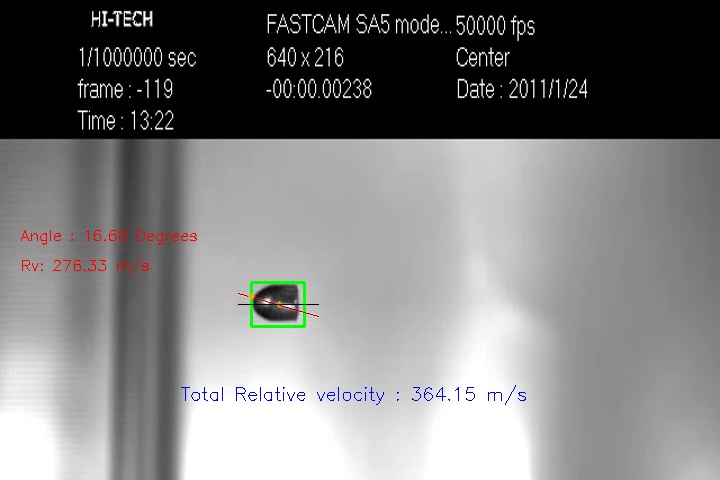 HI-TECH FASTCAM SA5 mode... 50000 fps
1/1000000 sec 640 x 216 Center
frame : -119 -00:00.00238 Date : 2011/1/24
Time : 13:22
Angle : 16.68 Degrees
Rv: 276.33 m/s
Total Relative velocity : 364.15 m/s